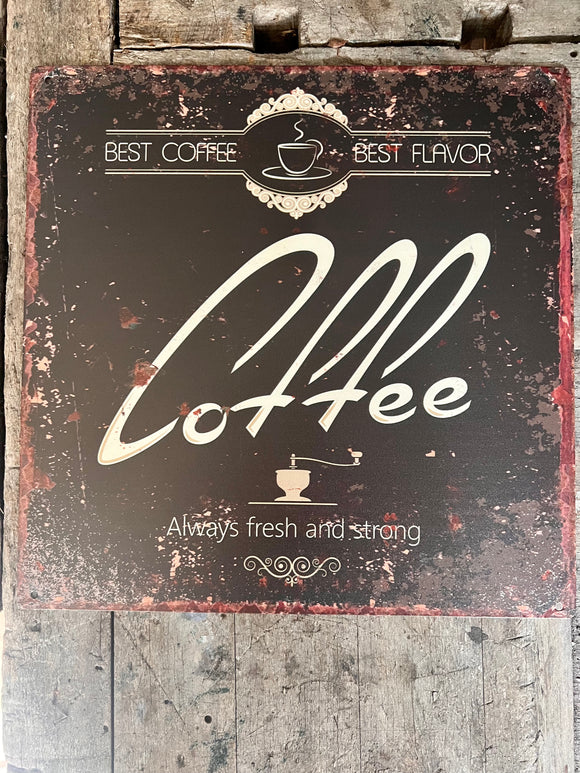 BEST COFFEE BEST FLAVOR
Coffee
Always fresh and strong